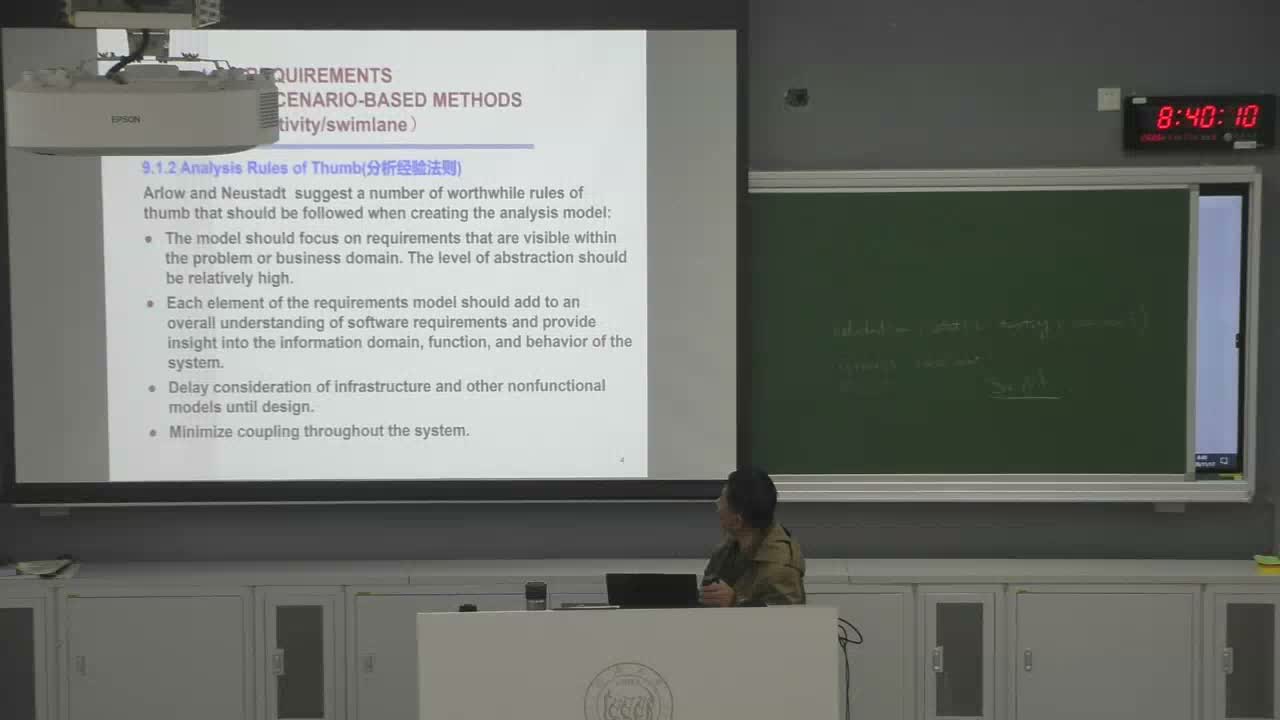 EQUIREMENTS
CENARIO-BASED METHODS
tivity/swimlane）
EPSON
9.1.2 Analysis Rules of Thumb(分析经验法则)
Arlow and Neustadt suggest a number of worthwhile rules of
thumb that should be followed when creating the analysis model:
• The model should focus on requirements that are visible within
the problem or business domain. The level of abstraction should
be relatively high.
• Each element of the requirements model should add to an
overall understanding of software requirements and provide
insight into the information domain, function, and behavior of the
system.
• Delay consideration of infrastructure and other nonfunctional
models until design.
• Minimize coupling throughout the system.
4
8:40:10